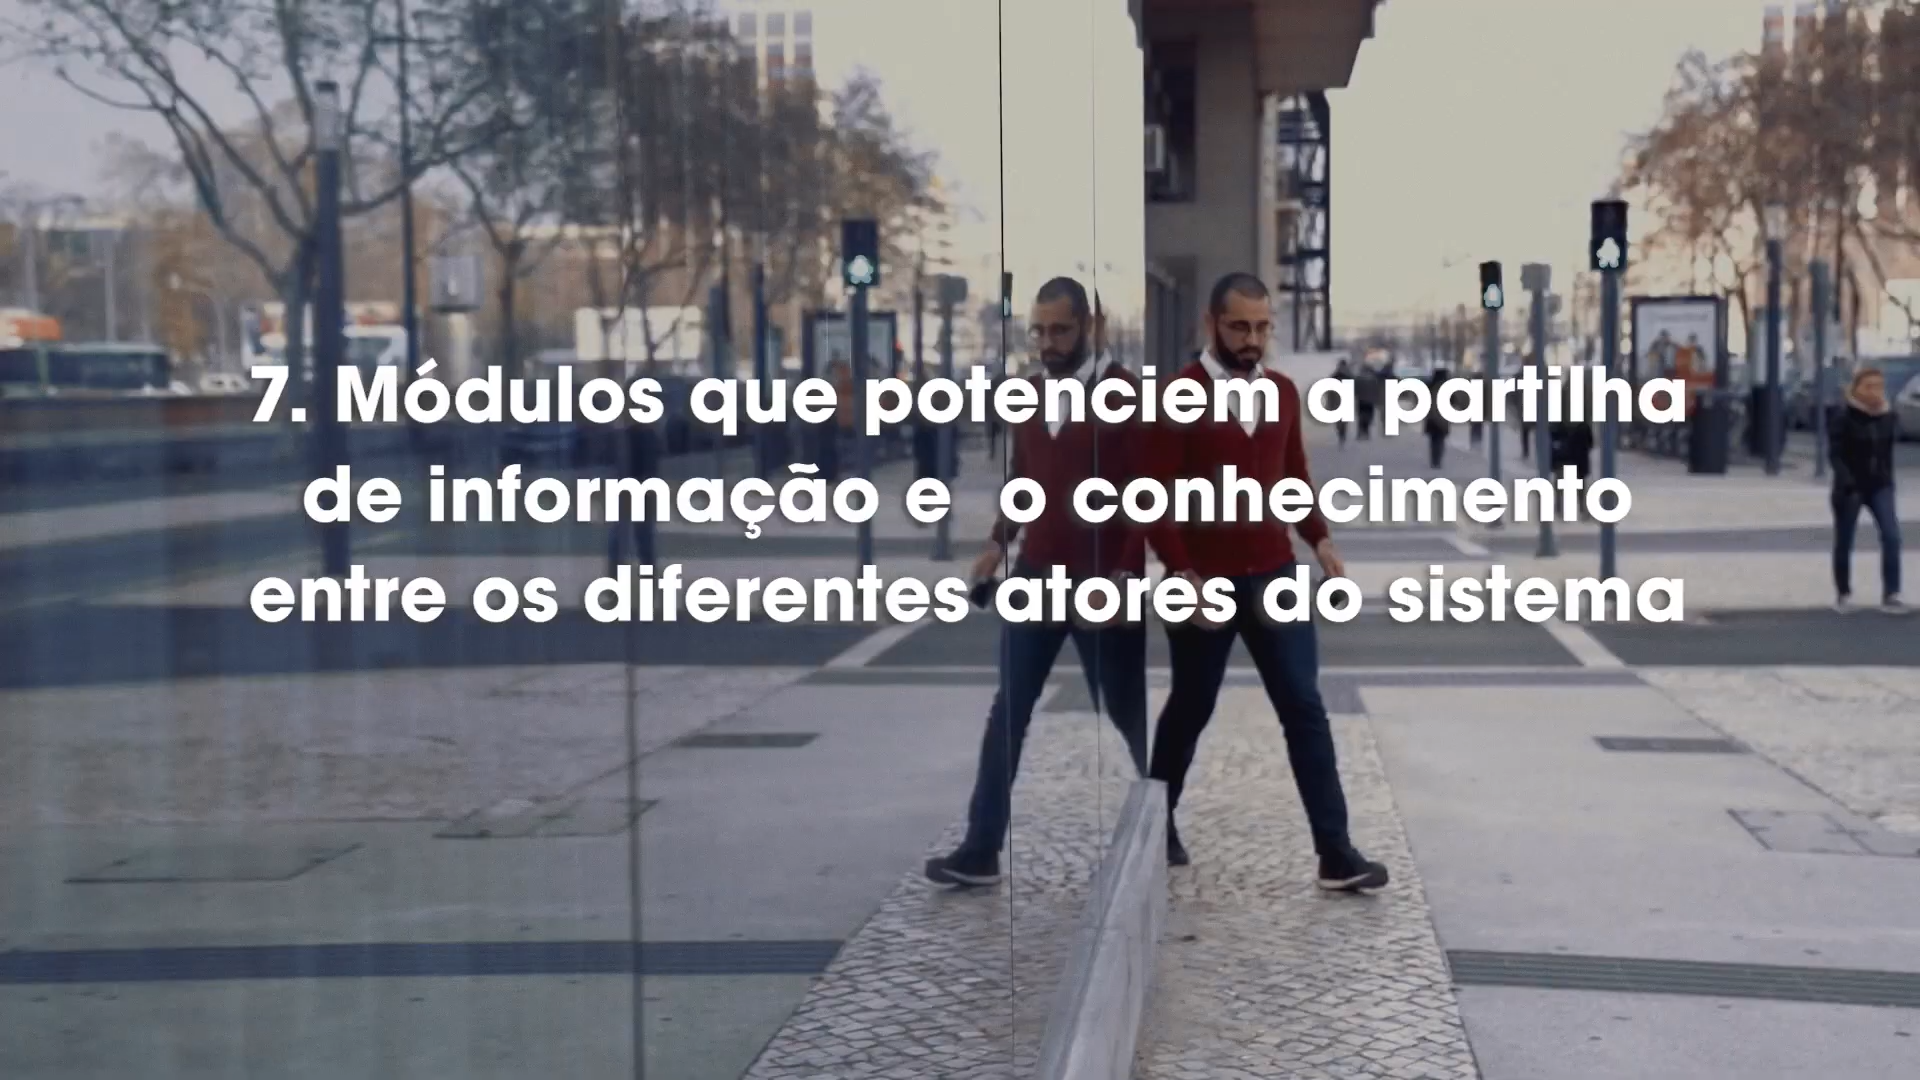 7. Módulos que potenciem a partilha
de informação e  o conhecimento
entre os diferentes atores do sistema